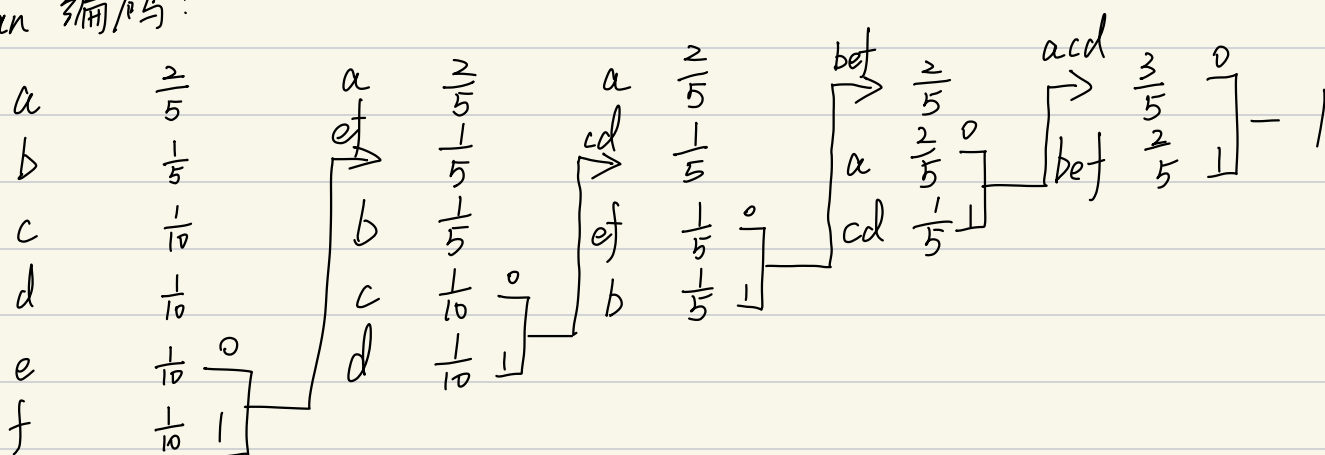 an 编码:
a 2/5 a 2/5 a 2/5 bef 2/5 acd 3/5 0
b 1/5 ef 1/5 cd 1/5 a 2/5 0 bef 2/5 1 1
c 1/10 b 1/5 ef 1/5 0 cd 1/5 1
d 1/10 c 1/10 0 b 1/5 1
e 1/10 0 d 1/10 1
f 1/10 1